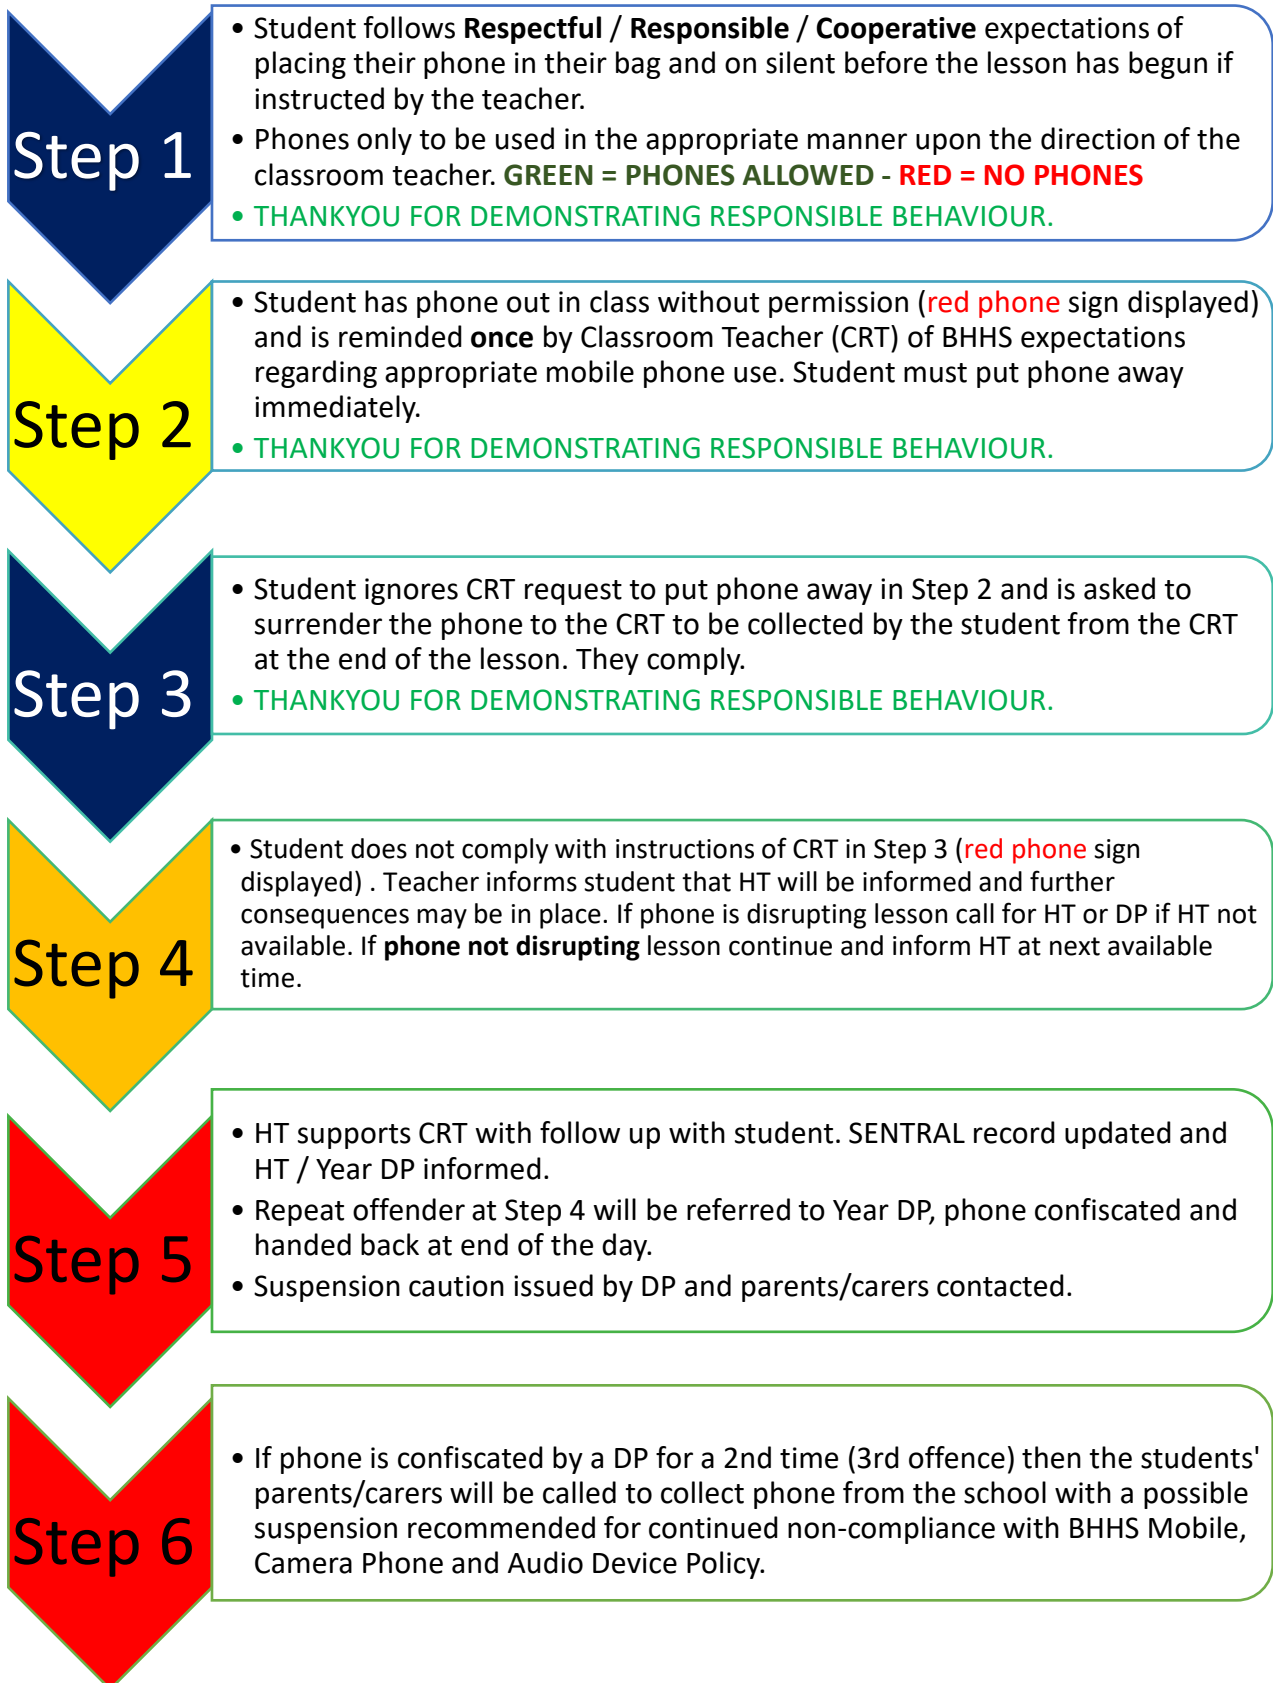 Step 1
• Student follows Respectful / Responsible / Cooperative expectations of
placing their phone in their bag and on silent before the lesson has begun if
instructed by the teacher.
• Phones only to be used in the appropriate manner upon the direction of the
classroom teacher. GREEN = PHONES ALLOWED - RED = NO PHONES
• THANKYOU FOR DEMONSTRATING RESPONSIBLE BEHAVIOUR.
Step 2
• Student has phone out in class without permission (red phone sign displayed)
and is reminded once by Classroom Teacher (CRT) of BHHS expectations
regarding appropriate mobile phone use. Student must put phone away
immediately.
• THANKYOU FOR DEMONSTRATING RESPONSIBLE BEHAVIOUR.
Step 3
• Student ignores CRT request to put phone away in Step 2 and is asked to
surrender the phone to the CRT to be collected by the student from the CRT
at the end of the lesson. They comply.
• THANKYOU FOR DEMONSTRATING RESPONSIBLE BEHAVIOUR.
Step 4
• Student does not comply with instructions of CRT in Step 3 (red phone sign
displayed) . Teacher informs student that HT will be informed and further
consequences may be in place. If phone is disrupting lesson call for HT or DP if HT not
available. If phone not disrupting lesson continue and inform HT at next available
time.
Step 5
• HT supports CRT with follow up with student. SENTRAL record updated and
HT / Year DP informed.
• Repeat offender at Step 4 will be referred to Year DP, phone confiscated and
handed back at end of the day.
• Suspension caution issued by DP and parents/carers contacted.
Step 6
• If phone is confiscated by a DP for a 2nd time (3rd offence) then the students'
parents/carers will be called to collect phone from the school with a possible
suspension recommended for continued non-compliance with BHHS Mobile,
Camera Phone and Audio Device Policy.